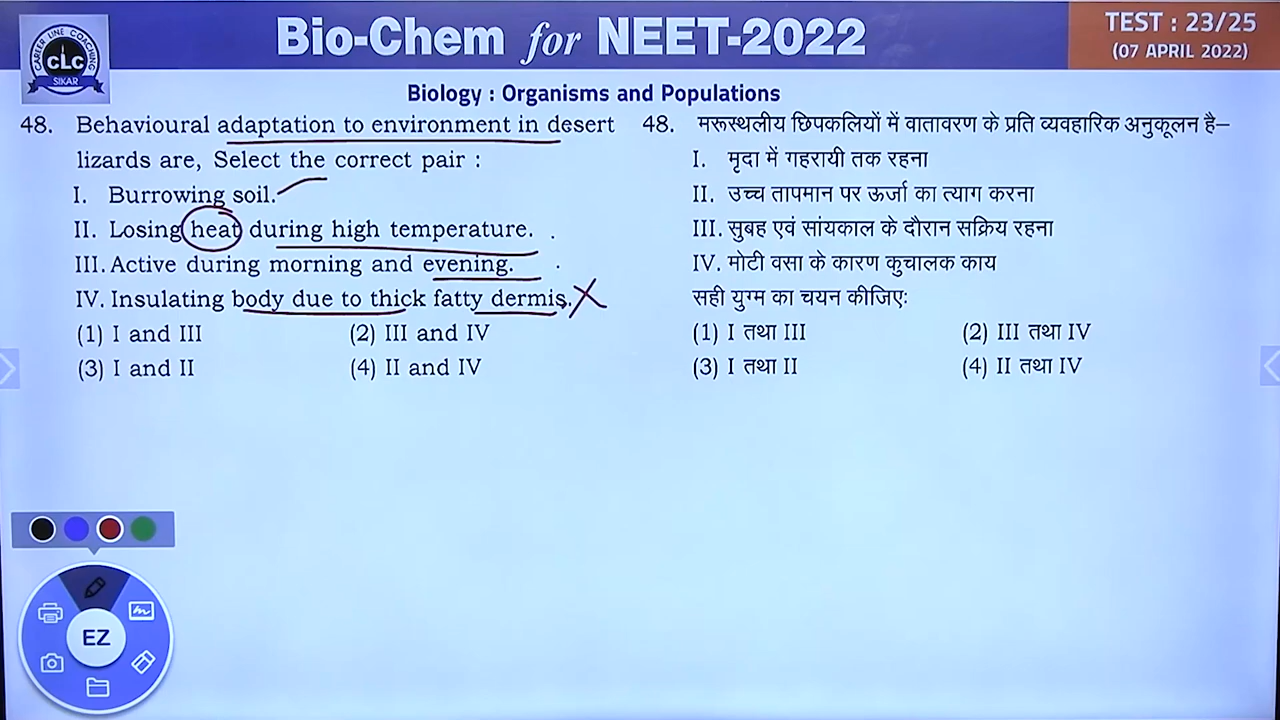 CAREER LINE COACHING
CLC
SIKAR
Bio-Chem for NEET-2022
TEST : 23/25
(07 APRIL 2022)
Biology : Organisms and Populations
48. Behavioural adaptation to environment in desert
lizards are, Select the correct pair :
I. Burrowing soil.
II. Losing heat during high temperature.
III. Active during morning and evening.
IV. Insulating body due to thick fatty dermis.
(1) I and III (2) III and IV
(3) I and II (4) II and IV
48. मरूस्थलीय छिपकलियों में वातावरण के प्रति व्यवहारिक अनुकूलन है–
I. मृदा में गहरायी तक रहना
II. उच्च तापमान पर ऊर्जा का त्याग करना
III. सुबह एवं सांयकाल के दौरान सक्रिय रहना
IV. मोटी वसा के कारण कुचालक काय
सही युग्म का चयन कीजिए:
(1) I तथा III (2) III तथा IV
(3) I तथा II (4) II तथा IV
EZ